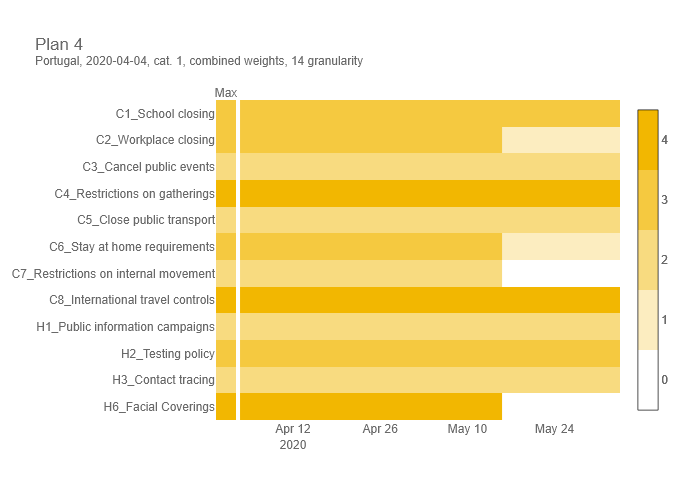 Plan 4
Portugal, 2020-04-04, cat. 1, combined weights, 14 granularity
Max
C1_School closing
C2_Workplace closing
C3_Cancel public events
C4_Restrictions on gatherings
C5_Close public transport
C6_Stay at home requirements
C7_Restrictions on internal movement
C8_International travel controls
H1_Public information campaigns
H2_Testing policy
H3_Contact tracing
H6_Facial Coverings
Apr 12 Apr 26 May 10 May 24
2020
4
3
2
1
0